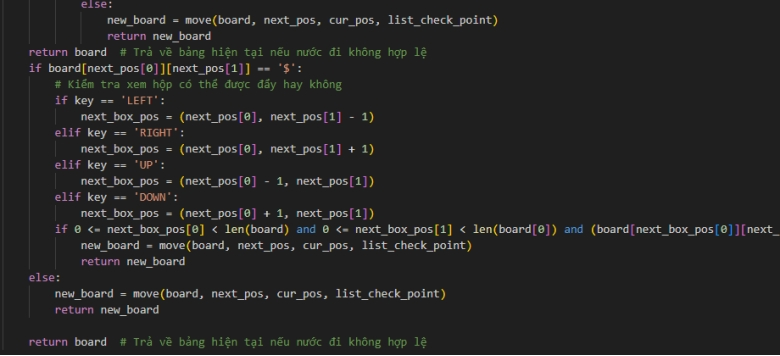 else:
new_board = move(board, next_pos, cur_pos, list_check_point)
return new_board
return board  # Trả về bảng hiện tại nếu nước đi không hợp lệ
if board[next_pos[0]][next_pos[1]] == '$':
# Kiểm tra xem hộp có thể được đẩy hay không
if key == 'LEFT':
next_box_pos = (next_pos[0], next_pos[1] - 1)
elif key == 'RIGHT':
next_box_pos = (next_pos[0], next_pos[1] + 1)
elif key == 'UP':
next_box_pos = (next_pos[0] - 1, next_pos[1])
elif key == 'DOWN':
next_box_pos = (next_pos[0] + 1, next_pos[1])
if 0 <= next_box_pos[0] < len(board) and 0 <= next_box_pos[1] < len(board[0]) and (board[next_box_pos[0]][next_
new_board = move(board, next_pos, cur_pos, list_check_point)
return new_board
else:
new_board = move(board, next_pos, cur_pos, list_check_point)
return new_board
return board  # Trả về bảng hiện tại nếu nước đi không hợp lệ